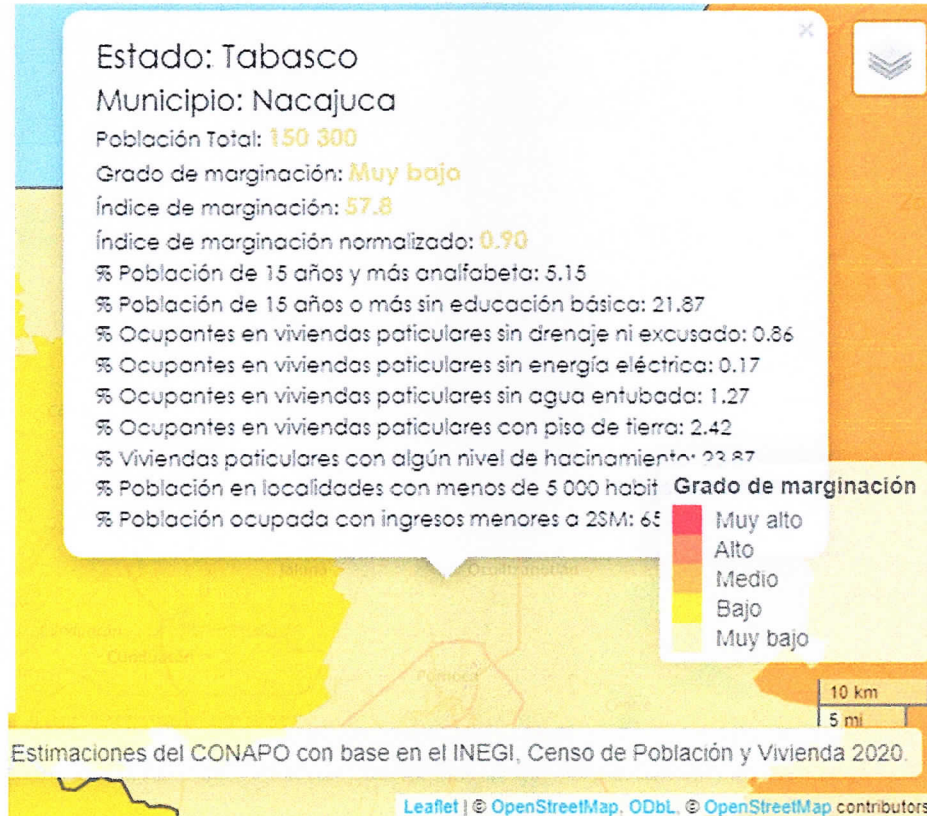 ×
Estado: Tabasco
Municipio: Nacajuca
Población Total: 150 300
Grado de marginación: Muy bajo
Índice de marginación: 57.8
Índice de marginación normalizado: 0.90
% Población de 15 años y más analfabeta: 5.15
% Población de 15 años o más sin educación básica: 21.87
% Ocupantes en viviendas paticulares sin drenaje ni excusado: 0.86
% Ocupantes en viviendas paticulares sin energía eléctrica: 0.17
% Ocupantes en viviendas paticulares sin agua entubada: 1.27
% Ocupantes en viviendas paticulares con piso de tierra: 2.42
% Viviendas paticulares con algún nivel de hacinamiento: 23.87
% Población en localidades con menos de 5 000 habit
% Población ocupada con ingresos menores a 2SM: 65
Grado de marginación
Muy alto
Alto
Medio
Bajo
Muy bajo
Cunduacán
Cunduacán
Pomoca
10 km
5 mi
Estimaciones del CONAPO con base en el INEGI, Censo de Población y Vivienda 2020.
Leaflet | © OpenStreetMap, ODbL, © OpenStreetMap contributors